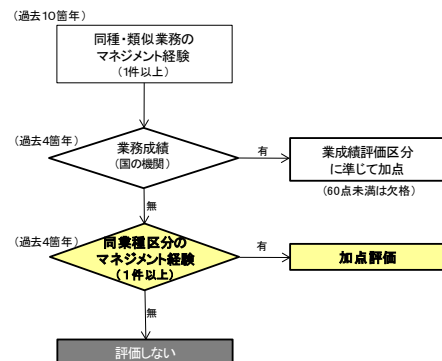 （過去10箇年）
同種・類似業務の
マネジメント経験
（1件以上）
（過去4箇年）
業務成績
（国の機関）
有
業成績評価区分
に準じて加点
（60点未満は欠格）
無
（過去4箇年）
同業種区分の
マネジメント経験
（1件以上）
有
加点評価
無
評価しない